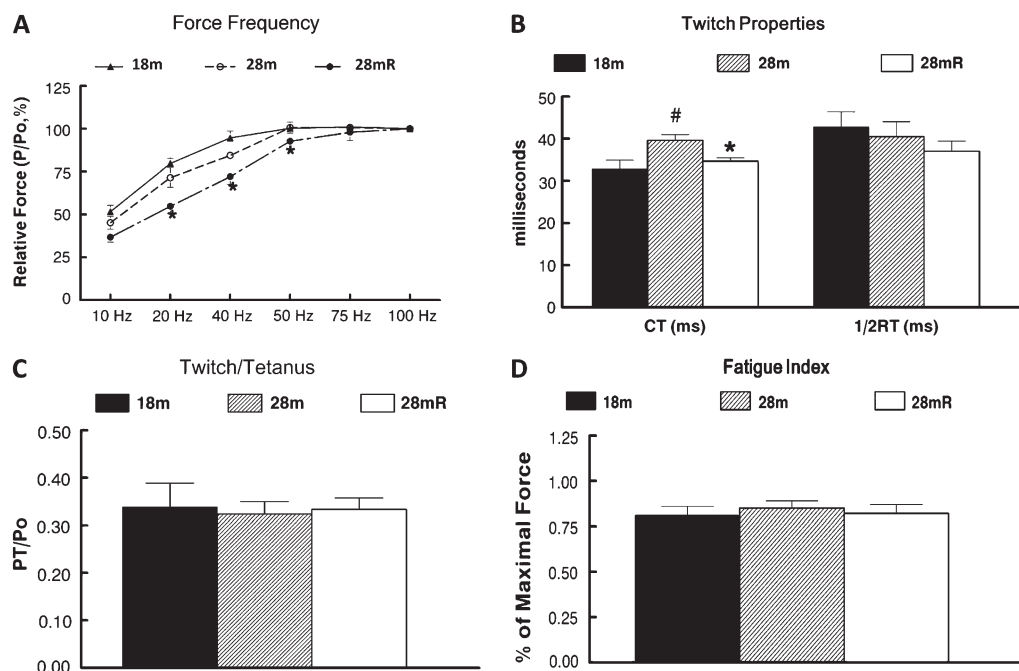 A
Force Frequency
18m 28m 28mR
Relative Force (P/Po,%)
125
100
75
50
25
0
*
*
*
10 Hz 20 Hz 40 Hz 50 Hz 75 Hz 100 Hz
B
Twitch Properties
18m 28m 28mR
milliseconds
50
40
30
20
10
0
#
*
CT (ms) 1/2RT (ms)
C
Twitch/Tetanus
18m 28m 28mR
PT/Po
0.50
0.40
0.30
0.20
0.10
0.00
D
Fatigue Index
18m 28m 28mR
% of Maximal Force
1.25
1.00
0.75
0.50
0.25
0.00